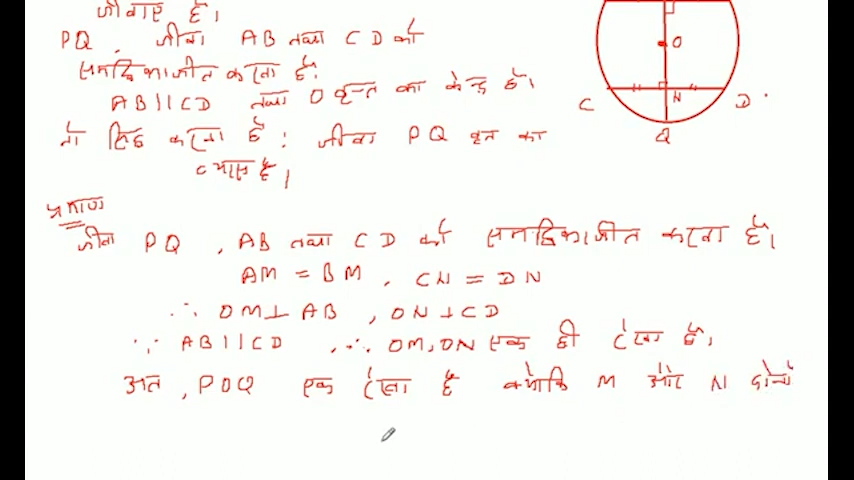 जीवाए है।
PQ, जीवा AB तथा CD को
समद्विभाजीत करता है।
AB||CD तथा O वृत्त का केन्द्र है।
तो सिद्ध करना है : जीवा PQ वृत का
व्यास है।
प्रमाण
जीवा PQ, AB तथा CD को समद्विभाजीत करता है।
AM = BM, CN = DN
∴ OM⊥AB, ON⊥CD
∵ AB||CD, ∴ OM, ON एक ही रेखा है।
अत, POQ एक रेखा है क्योकि M और N दोनो
O
C
N
D
Q